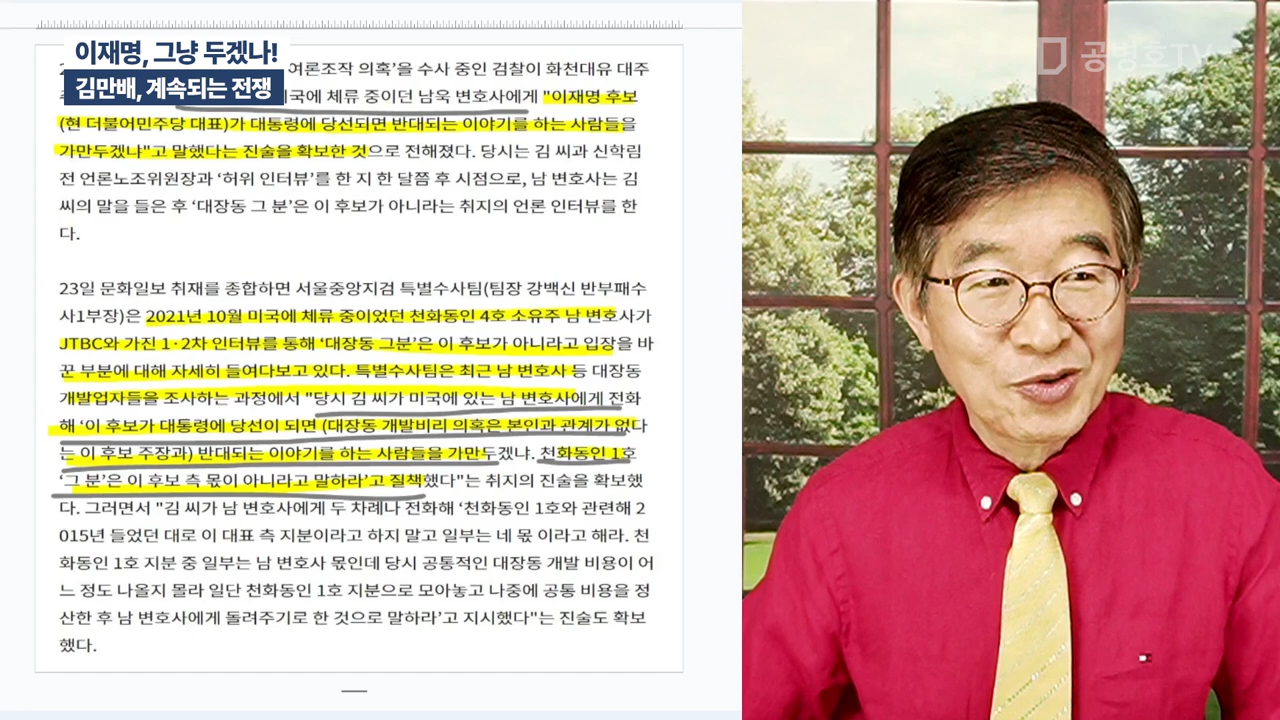 이재명, 그냥 두겠나!
김만배, 계속되는 전쟁
공병호TV
여론조작 의혹’을 수사 중인 검찰이 화천대유 대주
국에 체류 중이던 남욱 변호사에게 "이재명 후보
(현 더불어민주당 대표)가 대통령에 당선되면 반대되는 이야기를 하는 사람들을
가만두겠냐"고 말했다는 진술을 확보한 것으로 전해졌다. 당시는 김 씨과 신학림
전 언론노조위원장과 ‘허위 인터뷰’를 한 지 한 달쯤 후 시점으로, 남 변호사는 김
씨의 말을 들은 후 ‘대장동 그 분’은 이 후보가 아니라는 취지의 언론 인터뷰를 한
다.
23일 문화일보 취재를 종합하면 서울중앙지검 특별수사팀(팀장 강백신 반부패수
사1부장)은 2021년 10월 미국에 체류 중이었던 천화동인 4호 소유주 남 변호사가
JTBC와 가진 1·2차 인터뷰를 통해 ‘대장동 그분’은 이 후보가 아니라고 입장을 바
꾼 부분에 대해 자세히 들여다보고 있다. 특별수사팀은 최근 남 변호사 등 대장동
개발업자들을 조사하는 과정에서 "당시 김 씨가 미국에 있는 남 변호사에게 전화
해 ‘이 후보가 대통령에 당선이 되면 (대장동 개발비리 의혹은 본인과 관계가 없다
는 이 후보 주장과) 반대되는 이야기를 하는 사람들을 가만두겠냐. 천화동인 1호
‘그 분’은 이 후보 측 몫이 아니라고 말하라’고 질책했다"는 취지의 진술을 확보했
다. 그러면서 "김 씨가 남 변호사에게 두 차례나 전화해 ‘천화동인 1호와 관련해 2
015년 들었던 대로 이 대표 측 지분이라고 하지 말고 일부는 네 몫 이라고 해라. 천
화동인 1호 지분 중 일부는 남 변호사 몫인데 당시 공통적인 대장동 개발 비용이 어
느 정도 나올지 몰라 일단 천화동인 1호 지분으로 모아놓고 나중에 공통 비용을 정
산한 후 남 변호사에게 돌려주기로 한 것으로 말하라’고 지시했다"는 진술도 확보
했다.